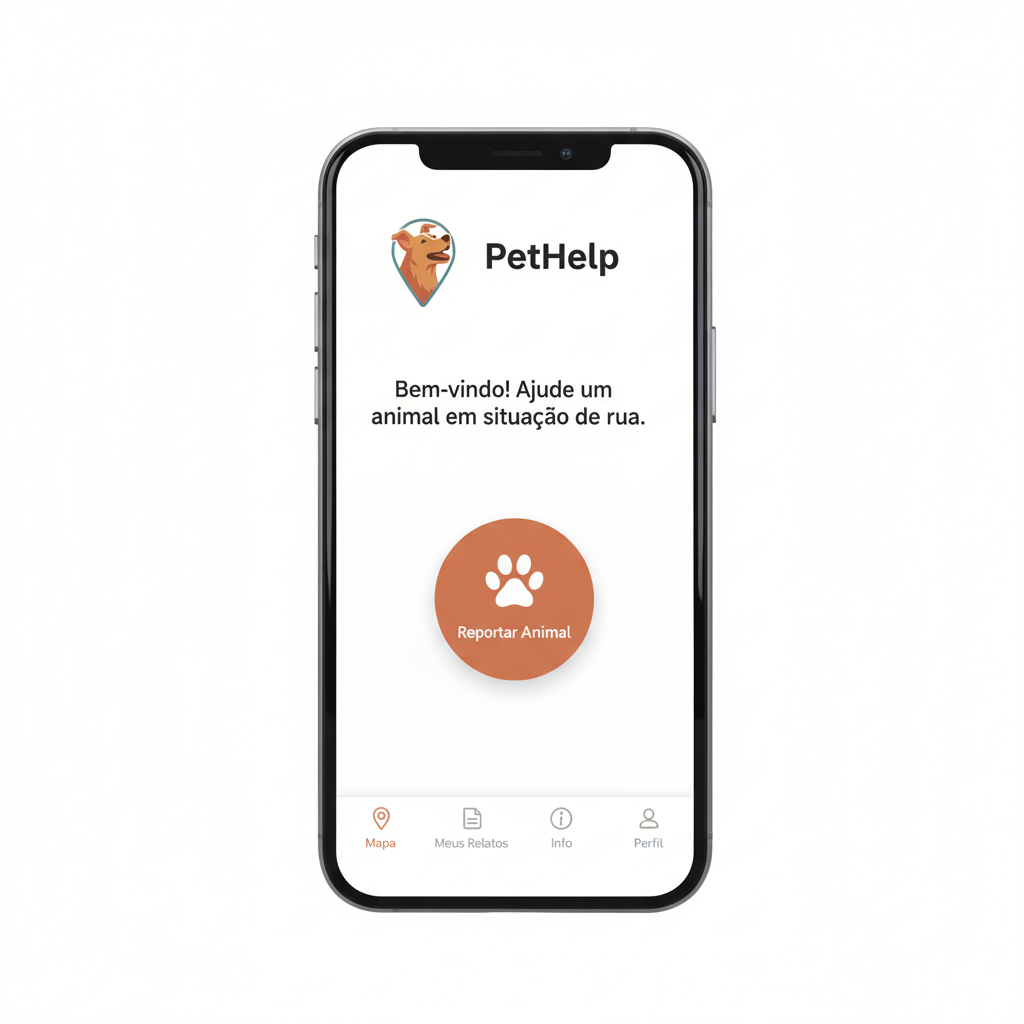 PetHelp
Bem-vindo! Ajude um
animal em situação de rua.
Reportar Animal
Mapa
Meus Relatos
Info
Perfil